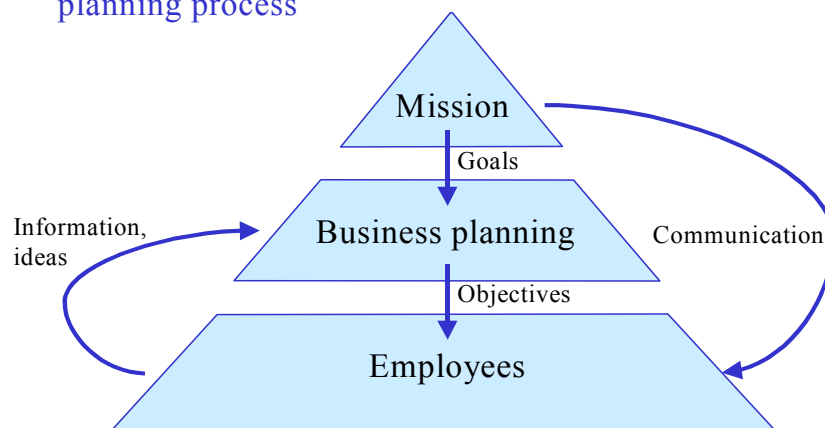 planning process
Mission
Goals
Information,
ideas
Business planning
Communication
Objectives
Employees